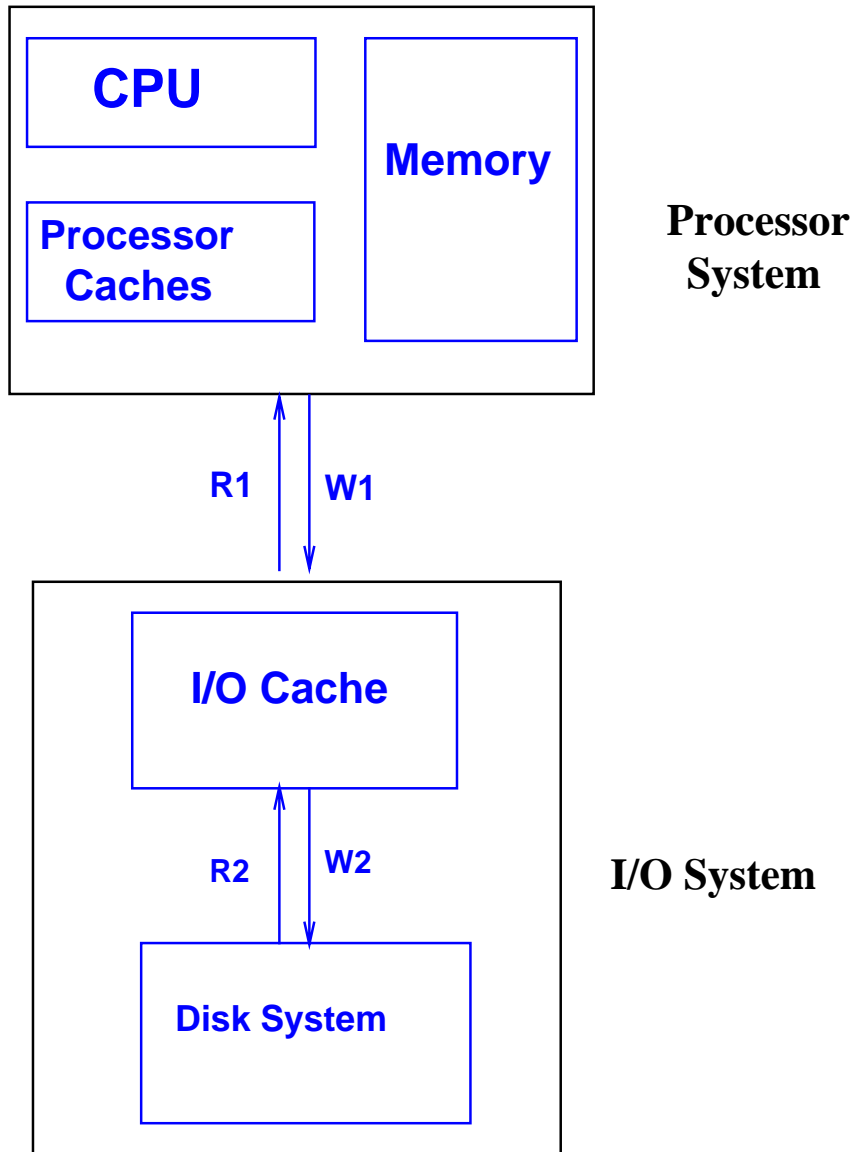 CPU
Memory
Processor
Caches
Processor
System
R1
W1
I/O Cache
R2
W2
I/O System
Disk System